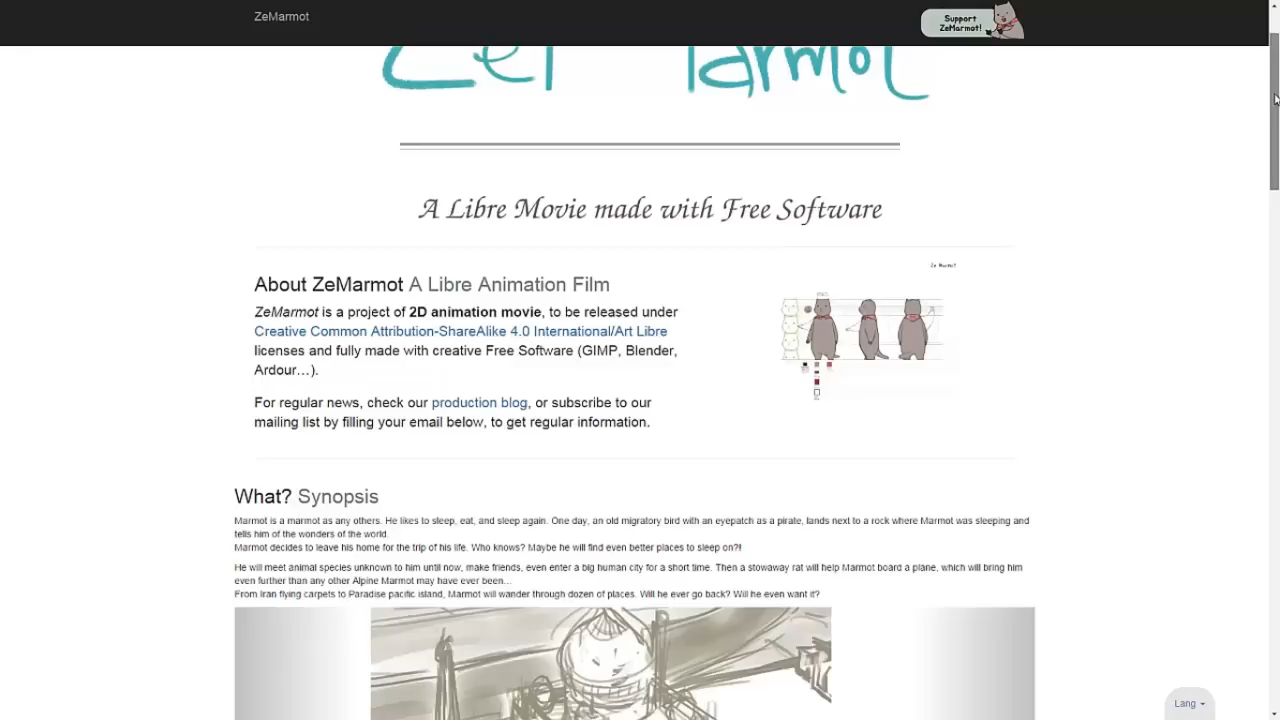 ZeMarmot
Support
ZeMarmot!
Ze Marmot
A Libre Movie made with Free Software
About ZeMarmot A Libre Animation Film
Ze Marmot
ZeMarmot is a project of 2D animation movie, to be released under
Creative Common Attribution-ShareAlike 4.0 International/Art Libre
licenses and fully made with creative Free Software (GIMP, Blender,
Ardour…).
For regular news, check our production blog, or subscribe to our
mailing list by filling your email below, to get regular information.
What? Synopsis
Marmot is a marmot as any others. He likes to sleep, eat, and sleep again. One day, an old migratory bird with an eyepatch as a pirate, lands next to a rock where Marmot was sleeping and
tells him of the wonders of the world.
Marmot decides to leave his home for the trip of his life. Who knows? Maybe he will find even better places to sleep on?!
He will meet animal species unknown to him until now, make friends, even enter a big human city for a short time. Then a stowaway rat will help Marmot board a plane, which will bring him
even further than any other Alpine Marmot may have ever been…
From Iran flying carpets to Paradise pacific island, Marmot will wander through dozen of places. Will he ever go back? Will he even want it?
Lang